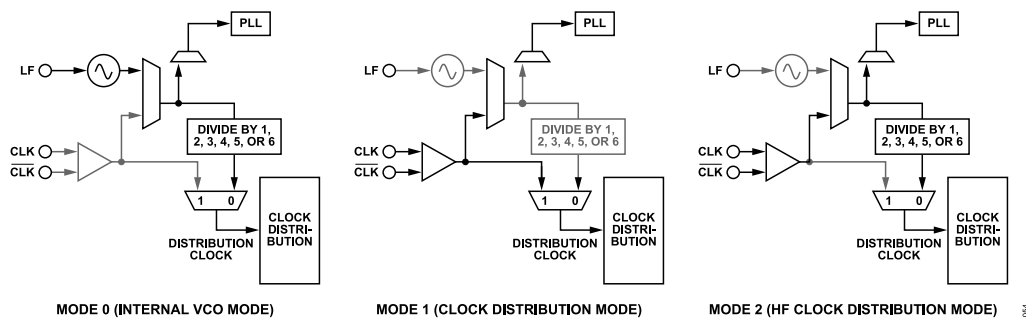 PLL
LF
DIVIDE BY 1,
2, 3, 4, 5, OR 6
CLK
CLK
1 0
CLOCK
DISTRI-
BUTION
DISTRIBUTION
CLOCK
MODE 0 (INTERNAL VCO MODE)
PLL
LF
DIVIDE BY 1,
2, 3, 4, 5, OR 6
CLK
CLK
1 0
CLOCK
DISTRI-
BUTION
DISTRIBUTION
CLOCK
MODE 1 (CLOCK DISTRIBUTION MODE)
PLL
LF
DIVIDE BY 1,
2, 3, 4, 5, OR 6
CLK
CLK
1 0
CLOCK
DISTRI-
BUTION
DISTRIBUTION
CLOCK
MODE 2 (HF CLOCK DISTRIBUTION MODE)